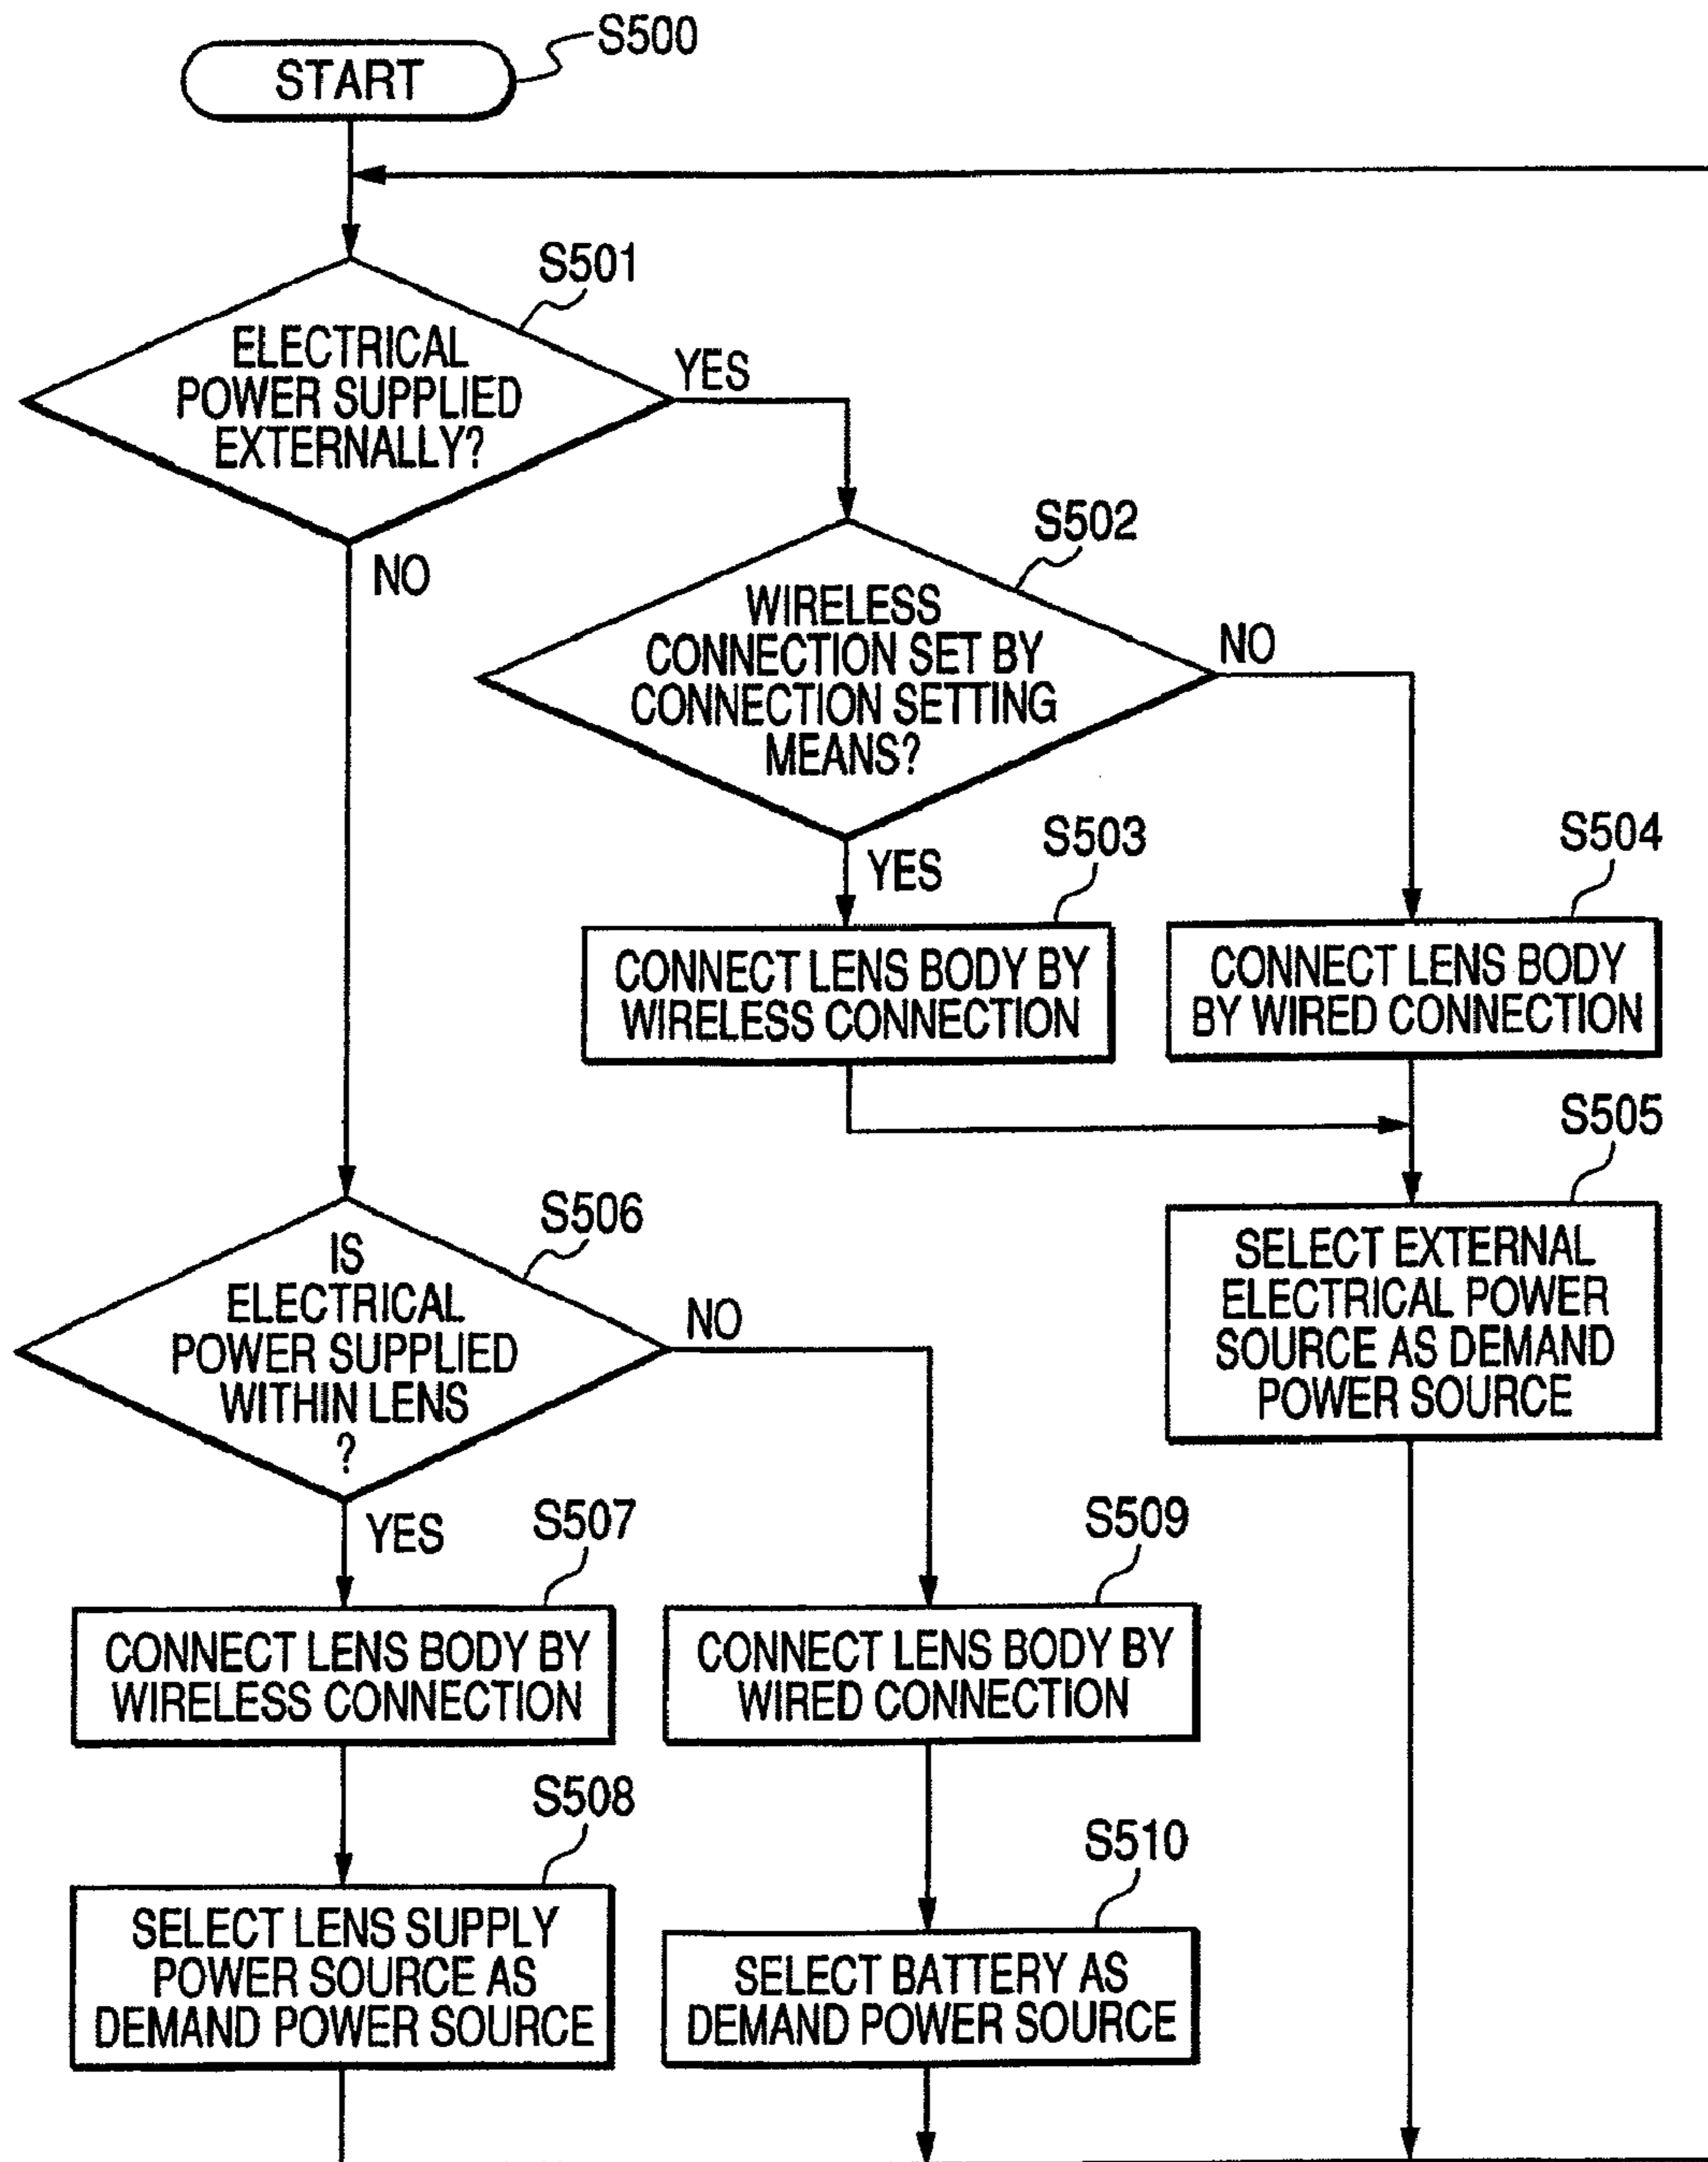 S500
START
S501
ELECTRICAL
POWER SUPPLIED
EXTERNALLY?
YES
NO
S502
WIRELESS
CONNECTION SET BY
CONNECTION SETTING
MEANS?
NO
YES
S503
CONNECT LENS BODY BY
WIRELESS CONNECTION
S504
CONNECT LENS BODY
BY WIRED CONNECTION
S505
SELECT EXTERNAL
ELECTRICAL POWER
SOURCE AS DEMAND
POWER SOURCE
S506
IS
ELECTRICAL
POWER SUPPLIED
WITHIN LENS
?
NO
YES
S507
CONNECT LENS BODY BY
WIRELESS CONNECTION
S509
CONNECT LENS BODY BY
WIRED CONNECTION
S508
SELECT LENS SUPPLY
POWER SOURCE AS
DEMAND POWER SOURCE
S510
SELECT BATTERY AS
DEMAND POWER SOURCE